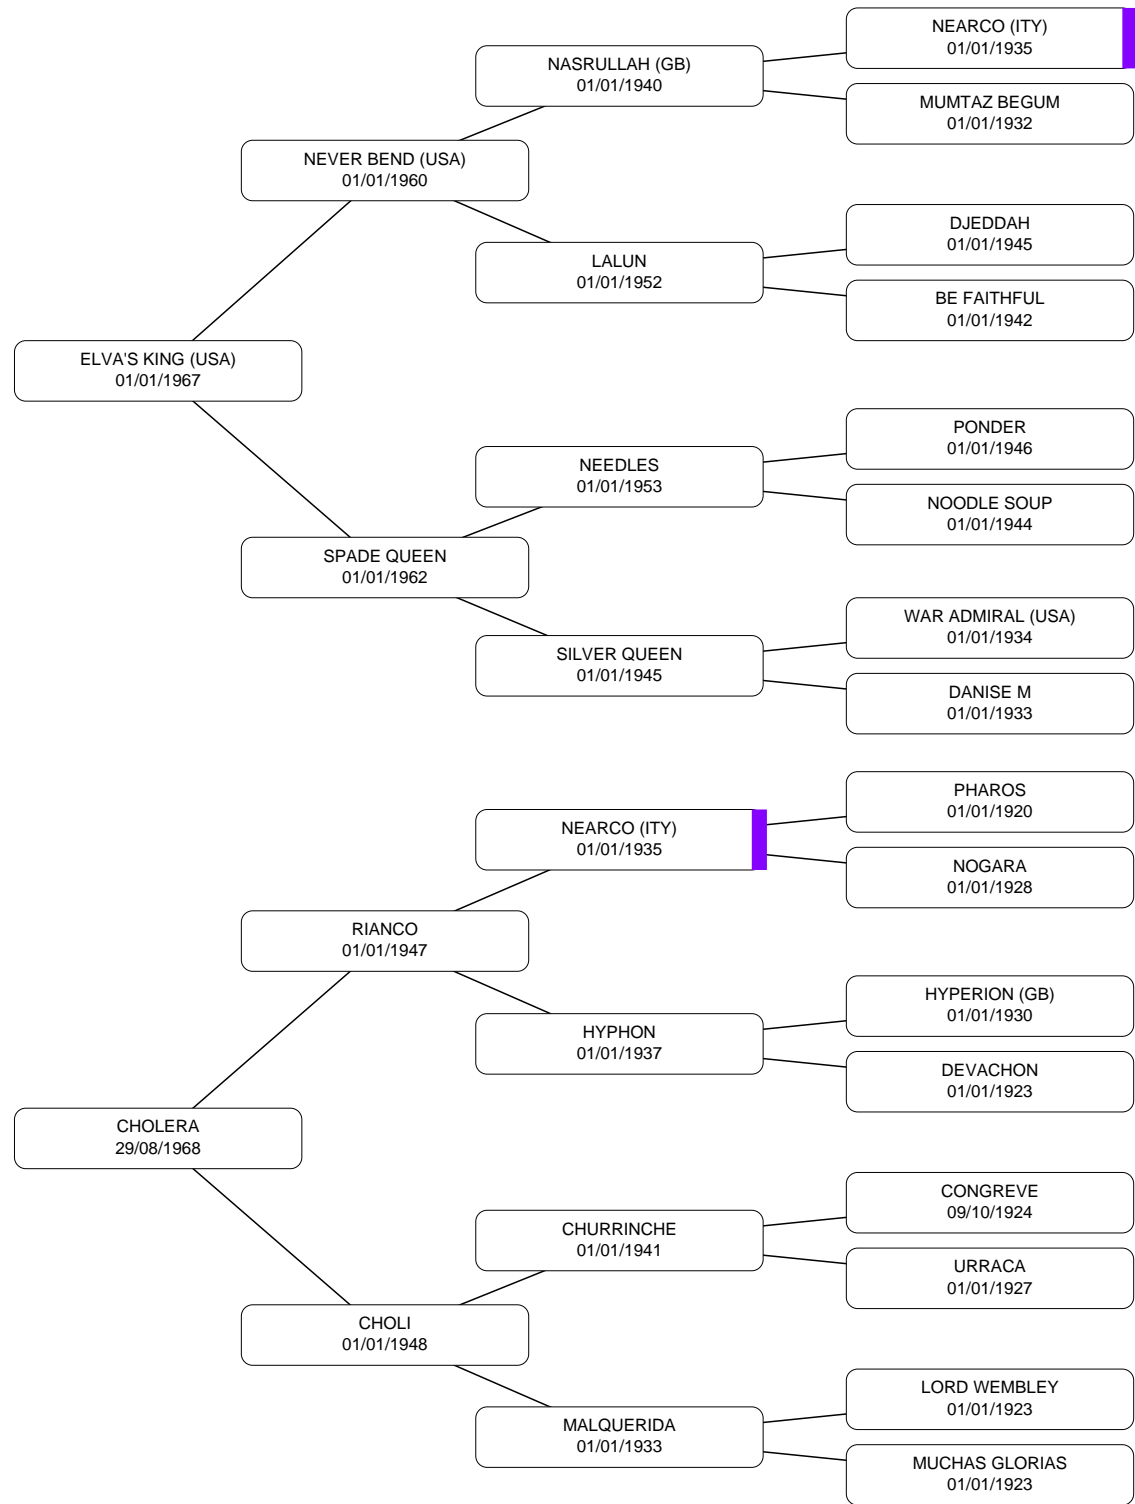 NEARCO (ITY)
01/01/1935
NASRULLAH (GB)
01/01/1940
MUMTAZ BEGUM
01/01/1932
NEVER BEND (USA)
01/01/1960
DJEDDAH
01/01/1945
LALUN
01/01/1952
BE FAITHFUL
01/01/1942
ELVA'S KING (USA)
01/01/1967
PONDER
01/01/1946
NEEDLES
01/01/1953
NOODLE SOUP
01/01/1944
SPADE QUEEN
01/01/1962
WAR ADMIRAL (USA)
01/01/1934
SILVER QUEEN
01/01/1945
DANISE M
01/01/1933
PHAROS
01/01/1920
NEARCO (ITY)
01/01/1935
NOGARA
01/01/1928
RIANCO
01/01/1947
HYPERION (GB)
01/01/1930
HYPHON
01/01/1937
DEVACHON
01/01/1923
CHOLERA
29/08/1968
CONGREVE
09/10/1924
CHURRINCHE
01/01/1941
URRACA
01/01/1927
CHOLI
01/01/1948
LORD WEMBLEY
01/01/1923
MALQUERIDA
01/01/1933
MUCHAS GLORIAS
01/01/1923